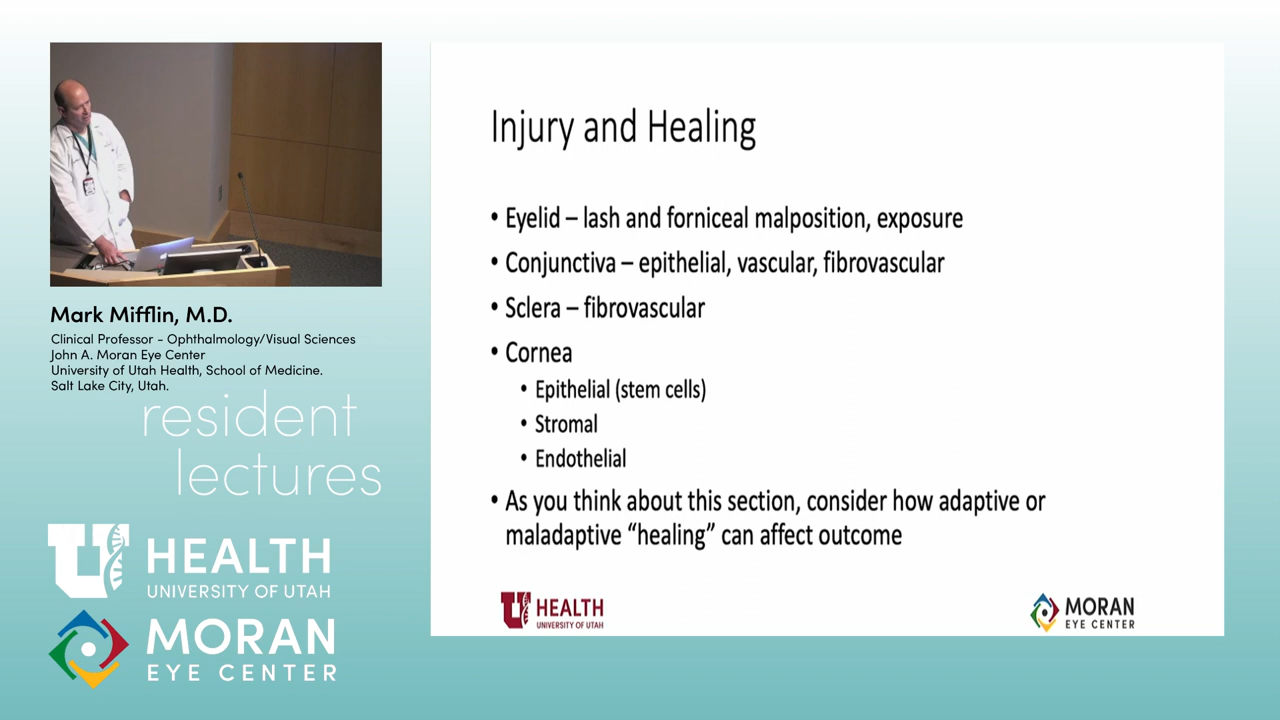 Injury and Healing
• Eyelid – lash and forniceal malposition, exposure
• Conjunctiva – epithelial, vascular, fibrovascular
• Sclera – fibrovascular
• Cornea
• Epithelial (stem cells)
• Stromal
• Endothelial
• As you think about this section, consider how adaptive or
maladaptive “healing” can affect outcome
U HEALTH
UNIVERSITY OF UTAH
MORAN
EYE CENTER
Mark Mifflin, M.D.
Clinical Professor - Ophthalmology/Visual Sciences
John A. Moran Eye Center
University of Utah Health, School of Medicine.
Salt Lake City, Utah.
resident
lectures
U HEALTH
UNIVERSITY OF UTAH
MORAN
EYE CENTER